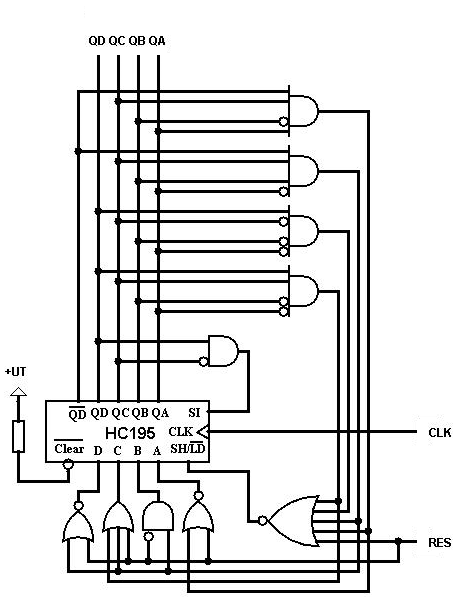 QD QC QB QA
+UT
QD QD QC QB QA SI
HC195
CLK
Clear D C B A SH/LD
CLK
RES